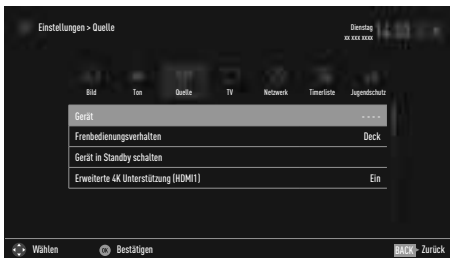 Einstellungen > Quelle
Dienstag
xx xxx xxxx
Bild Ton Quelle TV Netzwerk Timerliste Jugendschutz
Gerät - - - -
Frenbedienungsverhalten Deck
Gerät in Standby schalten
Erweiterte 4K Unterstützung (HDMI1) Ein
Wählen OK Bestätigen BACK - Zurück